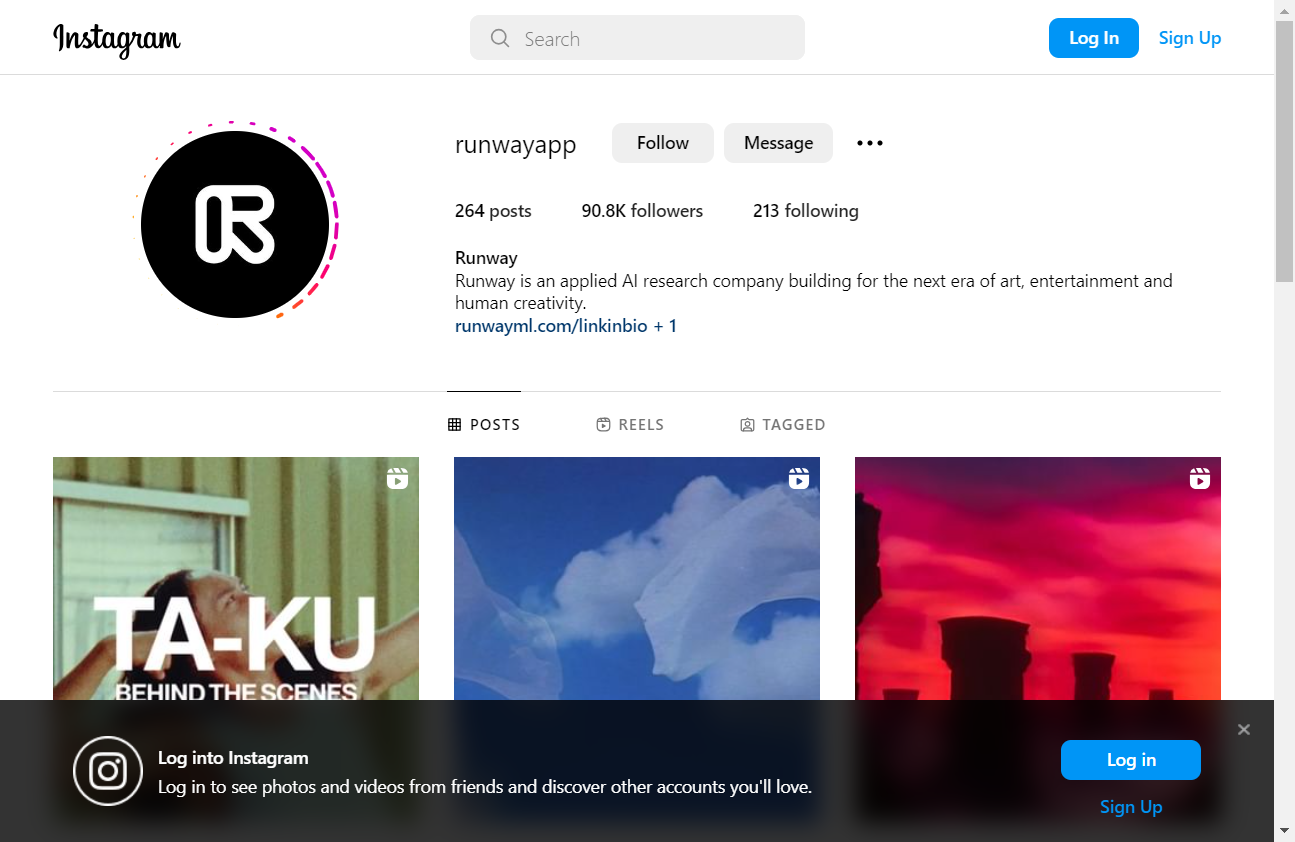 Instagram
Search
Log In
Sign Up
runwayapp
Follow
Message
264 posts
90.8K followers
213 following
Runway
Runway is an applied AI research company building for the next era of art, entertainment and
human creativity.
runwayml.com/linkinbio + 1
POSTS
REELS
TAGGED
TA-KU
BEHIND THE SCENES
Log into Instagram
Log in to see photos and videos from friends and discover other accounts you'll love.
Log in
Sign Up